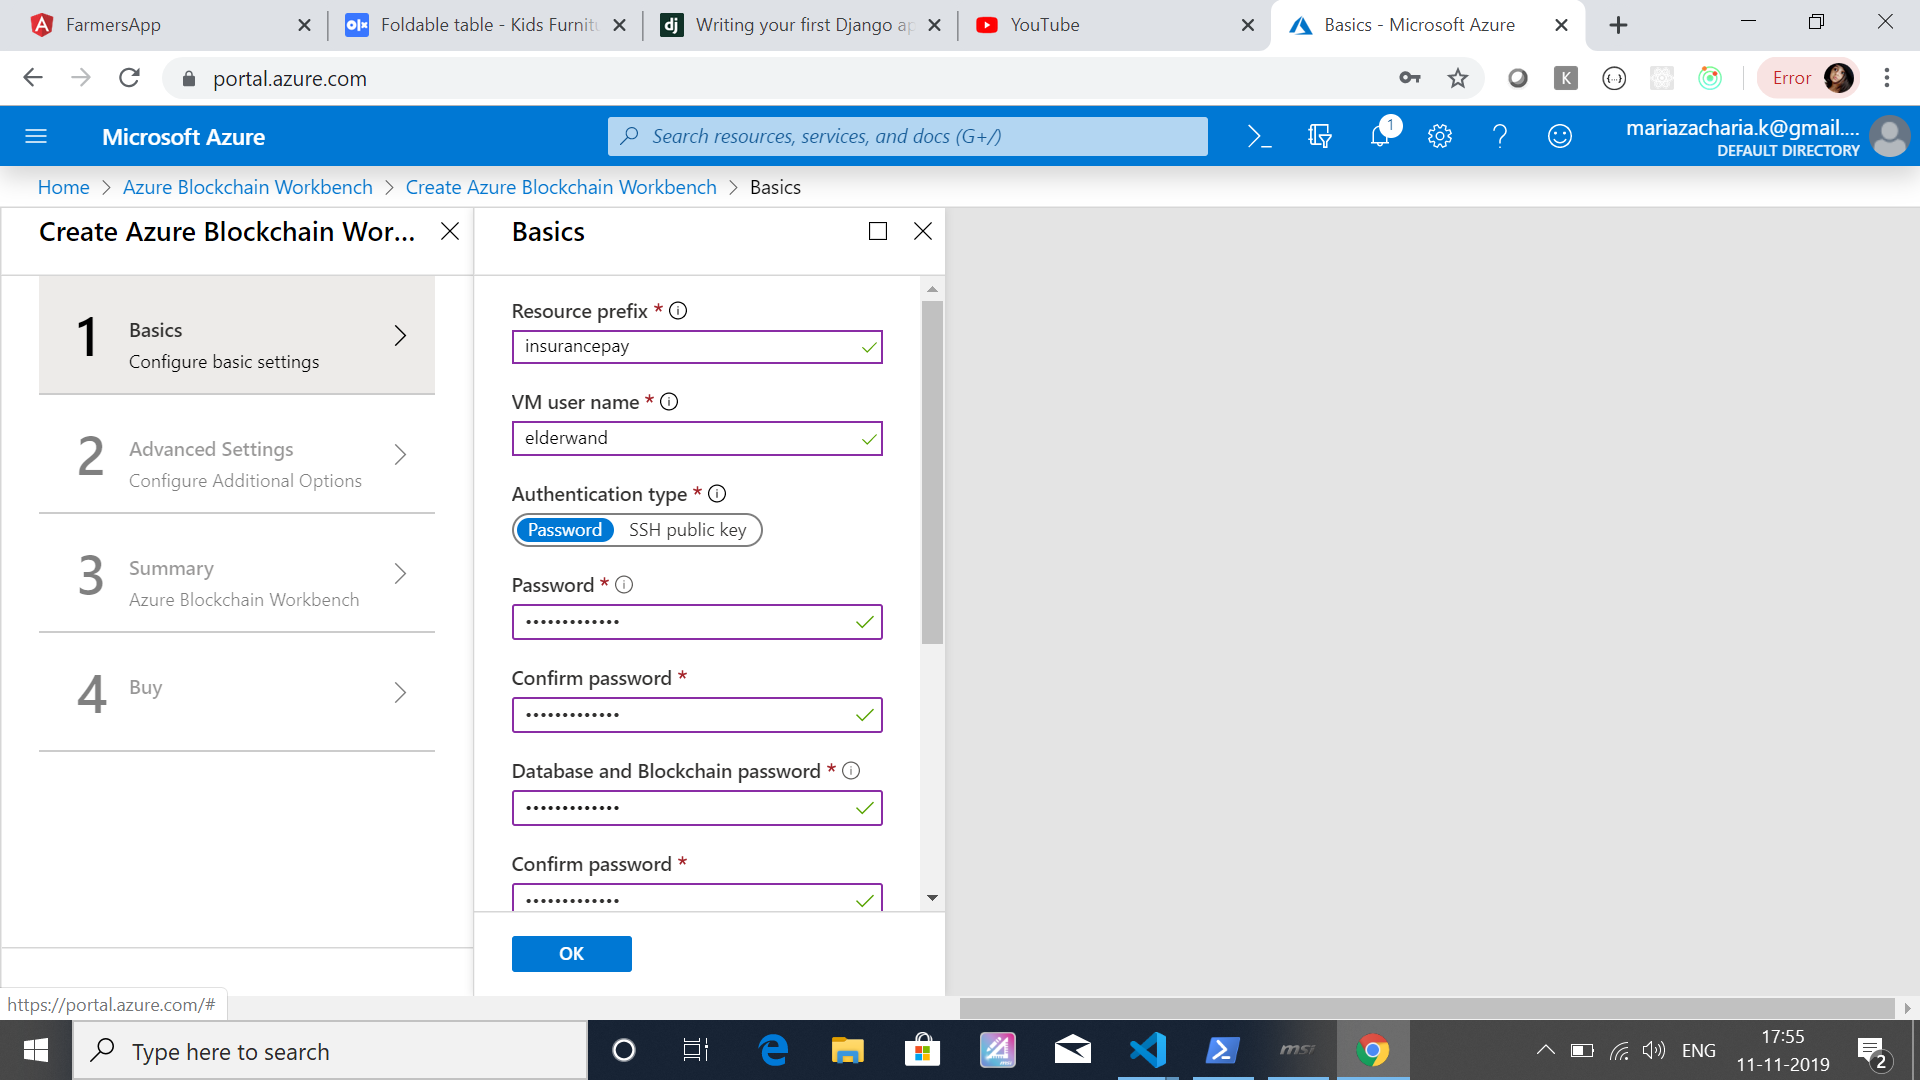 FarmersApp
Foldable table - Kids Furnitu
Writing your first Django ap
YouTube
Basics - Microsoft Azure
portal.azure.com
K
Error
Microsoft Azure
Search resources, services, and docs (G+/)
1
mariazacharia.k@gmail....
DEFAULT DIRECTORY
Home > Azure Blockchain Workbench > Create Azure Blockchain Workbench > Basics
Create Azure Blockchain Wor...
1
Basics
Configure basic settings
2
Advanced Settings
Configure Additional Options
3
Summary
Azure Blockchain Workbench
4
Buy
Basics
Resource prefix *
insurancepay
VM user name *
elderwand
Authentication type *
Password SSH public key
Password *
•••••••••••••
Confirm password *
•••••••••••••
Database and Blockchain password *
•••••••••••••
Confirm password *
•••••••••••••
OK
https://portal.azure.com/#
Type here to search
msi
ENG
17:55
11-11-2019
2